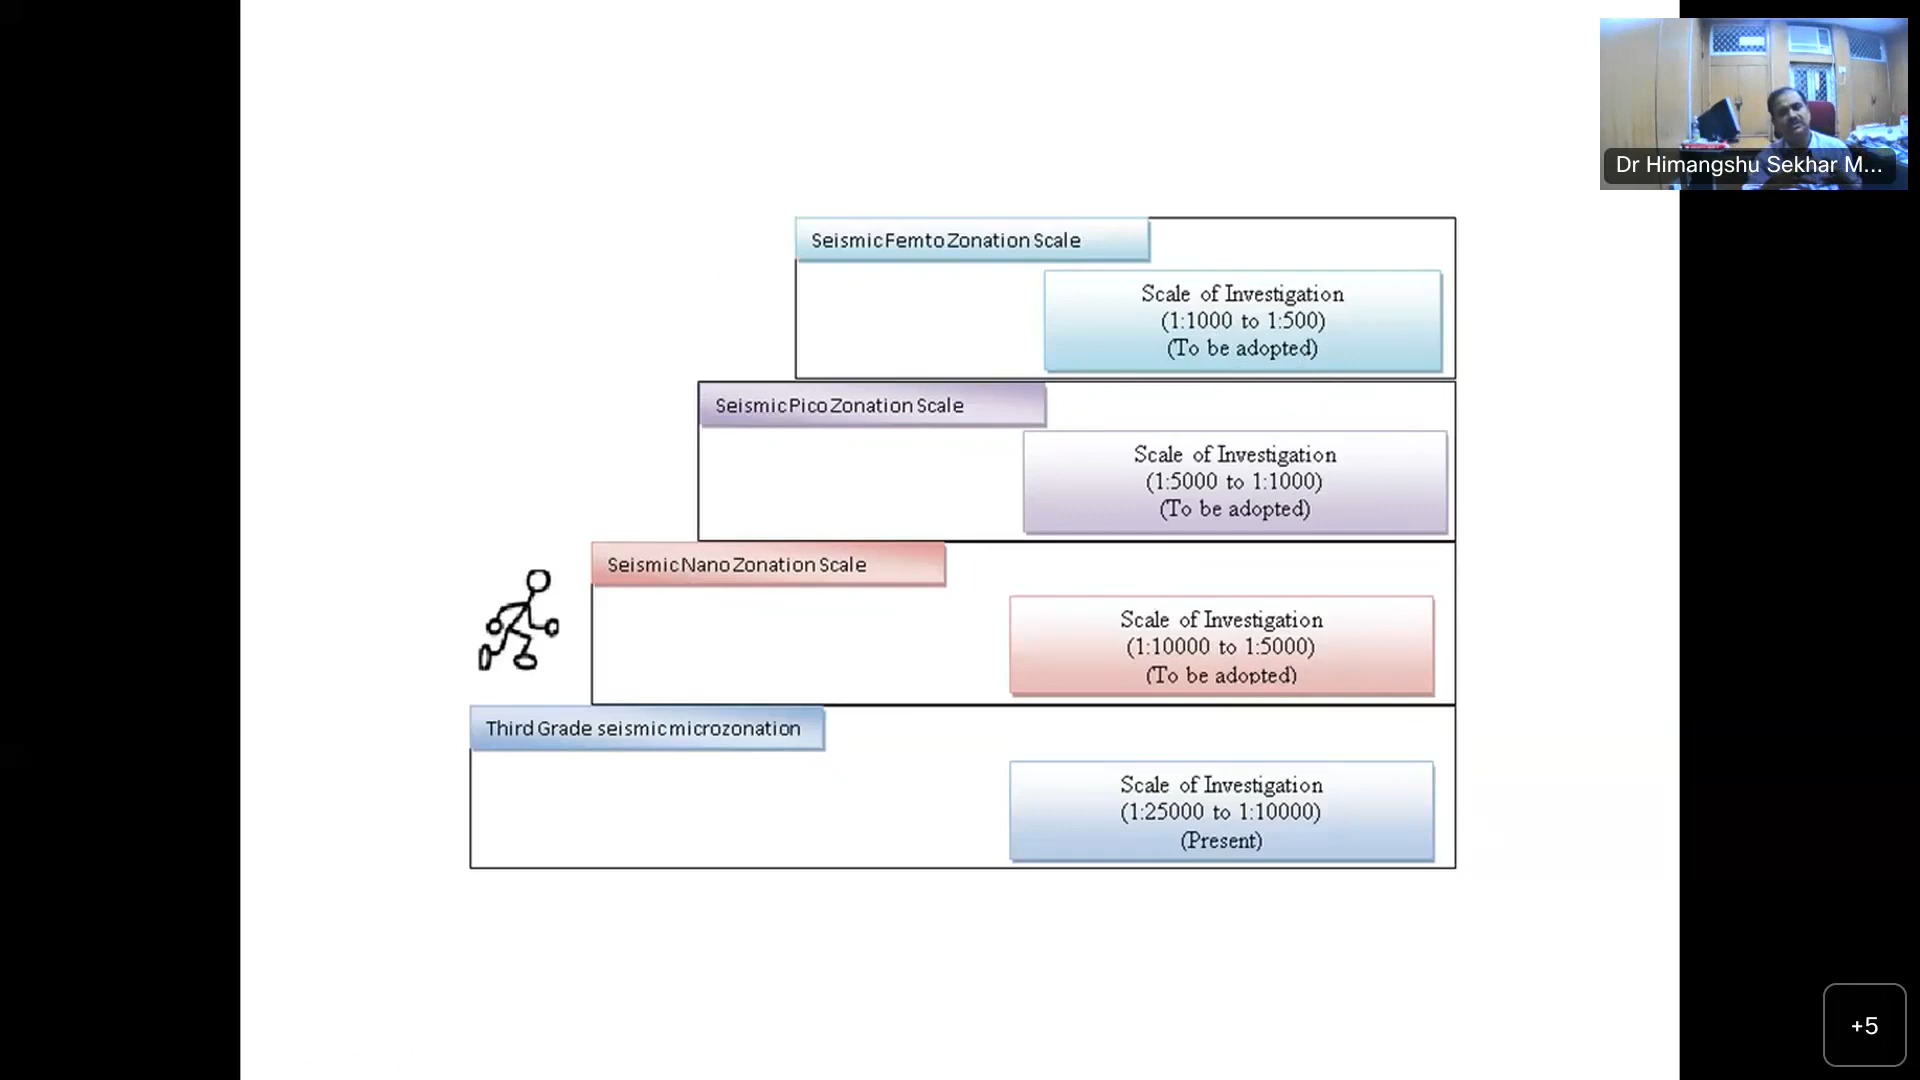 Dr Himangshu Sekhar M...
Seismic Femto Zonation Scale
Scale of Investigation
(1:1000 to 1:500)
(To be adopted)
Seismic Pico Zonation Scale
Scale of Investigation
(1:5000 to 1:1000)
(To be adopted)
Seismic Nano Zonation Scale
Scale of Investigation
(1:10000 to 1:5000)
(To be adopted)
Third Grade seismic microzonation
Scale of Investigation
(1:25000 to 1:10000)
(Present)
+5